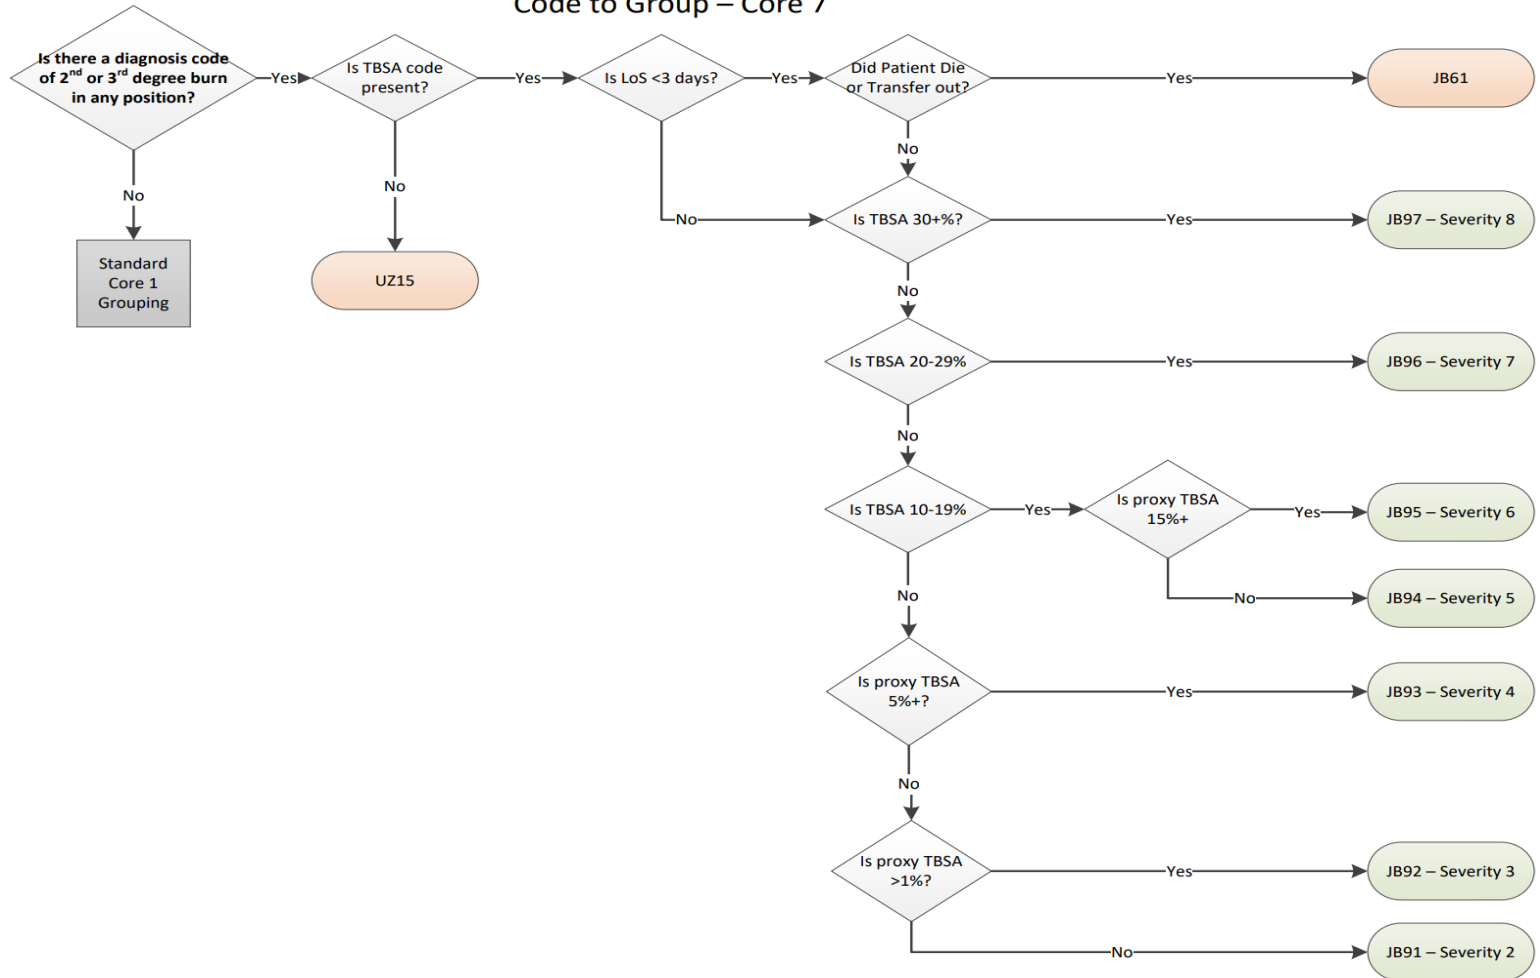 Code to Group – Core 7
Is there a diagnosis code
of 2nd or 3rd degree burn
in any position?
Yes
Is TBSA code
present?
Yes
Is LoS <3 days?
Yes
Did Patient Die
or Transfer out?
Yes
JB61
No
No
No
Standard
Core 1
Grouping
UZ15
No
Is TBSA 30+%?
Yes
JB97 – Severity 8
No
Is TBSA 20-29%
Yes
JB96 – Severity 7
No
Is TBSA 10-19%
Yes
Is proxy TBSA
15%+
Yes
JB95 – Severity 6
No
JB94 – Severity 5
No
Is proxy TBSA
5%+?
Yes
JB93 – Severity 4
No
Is proxy TBSA
>1%?
Yes
JB92 – Severity 3
No
JB91 – Severity 2